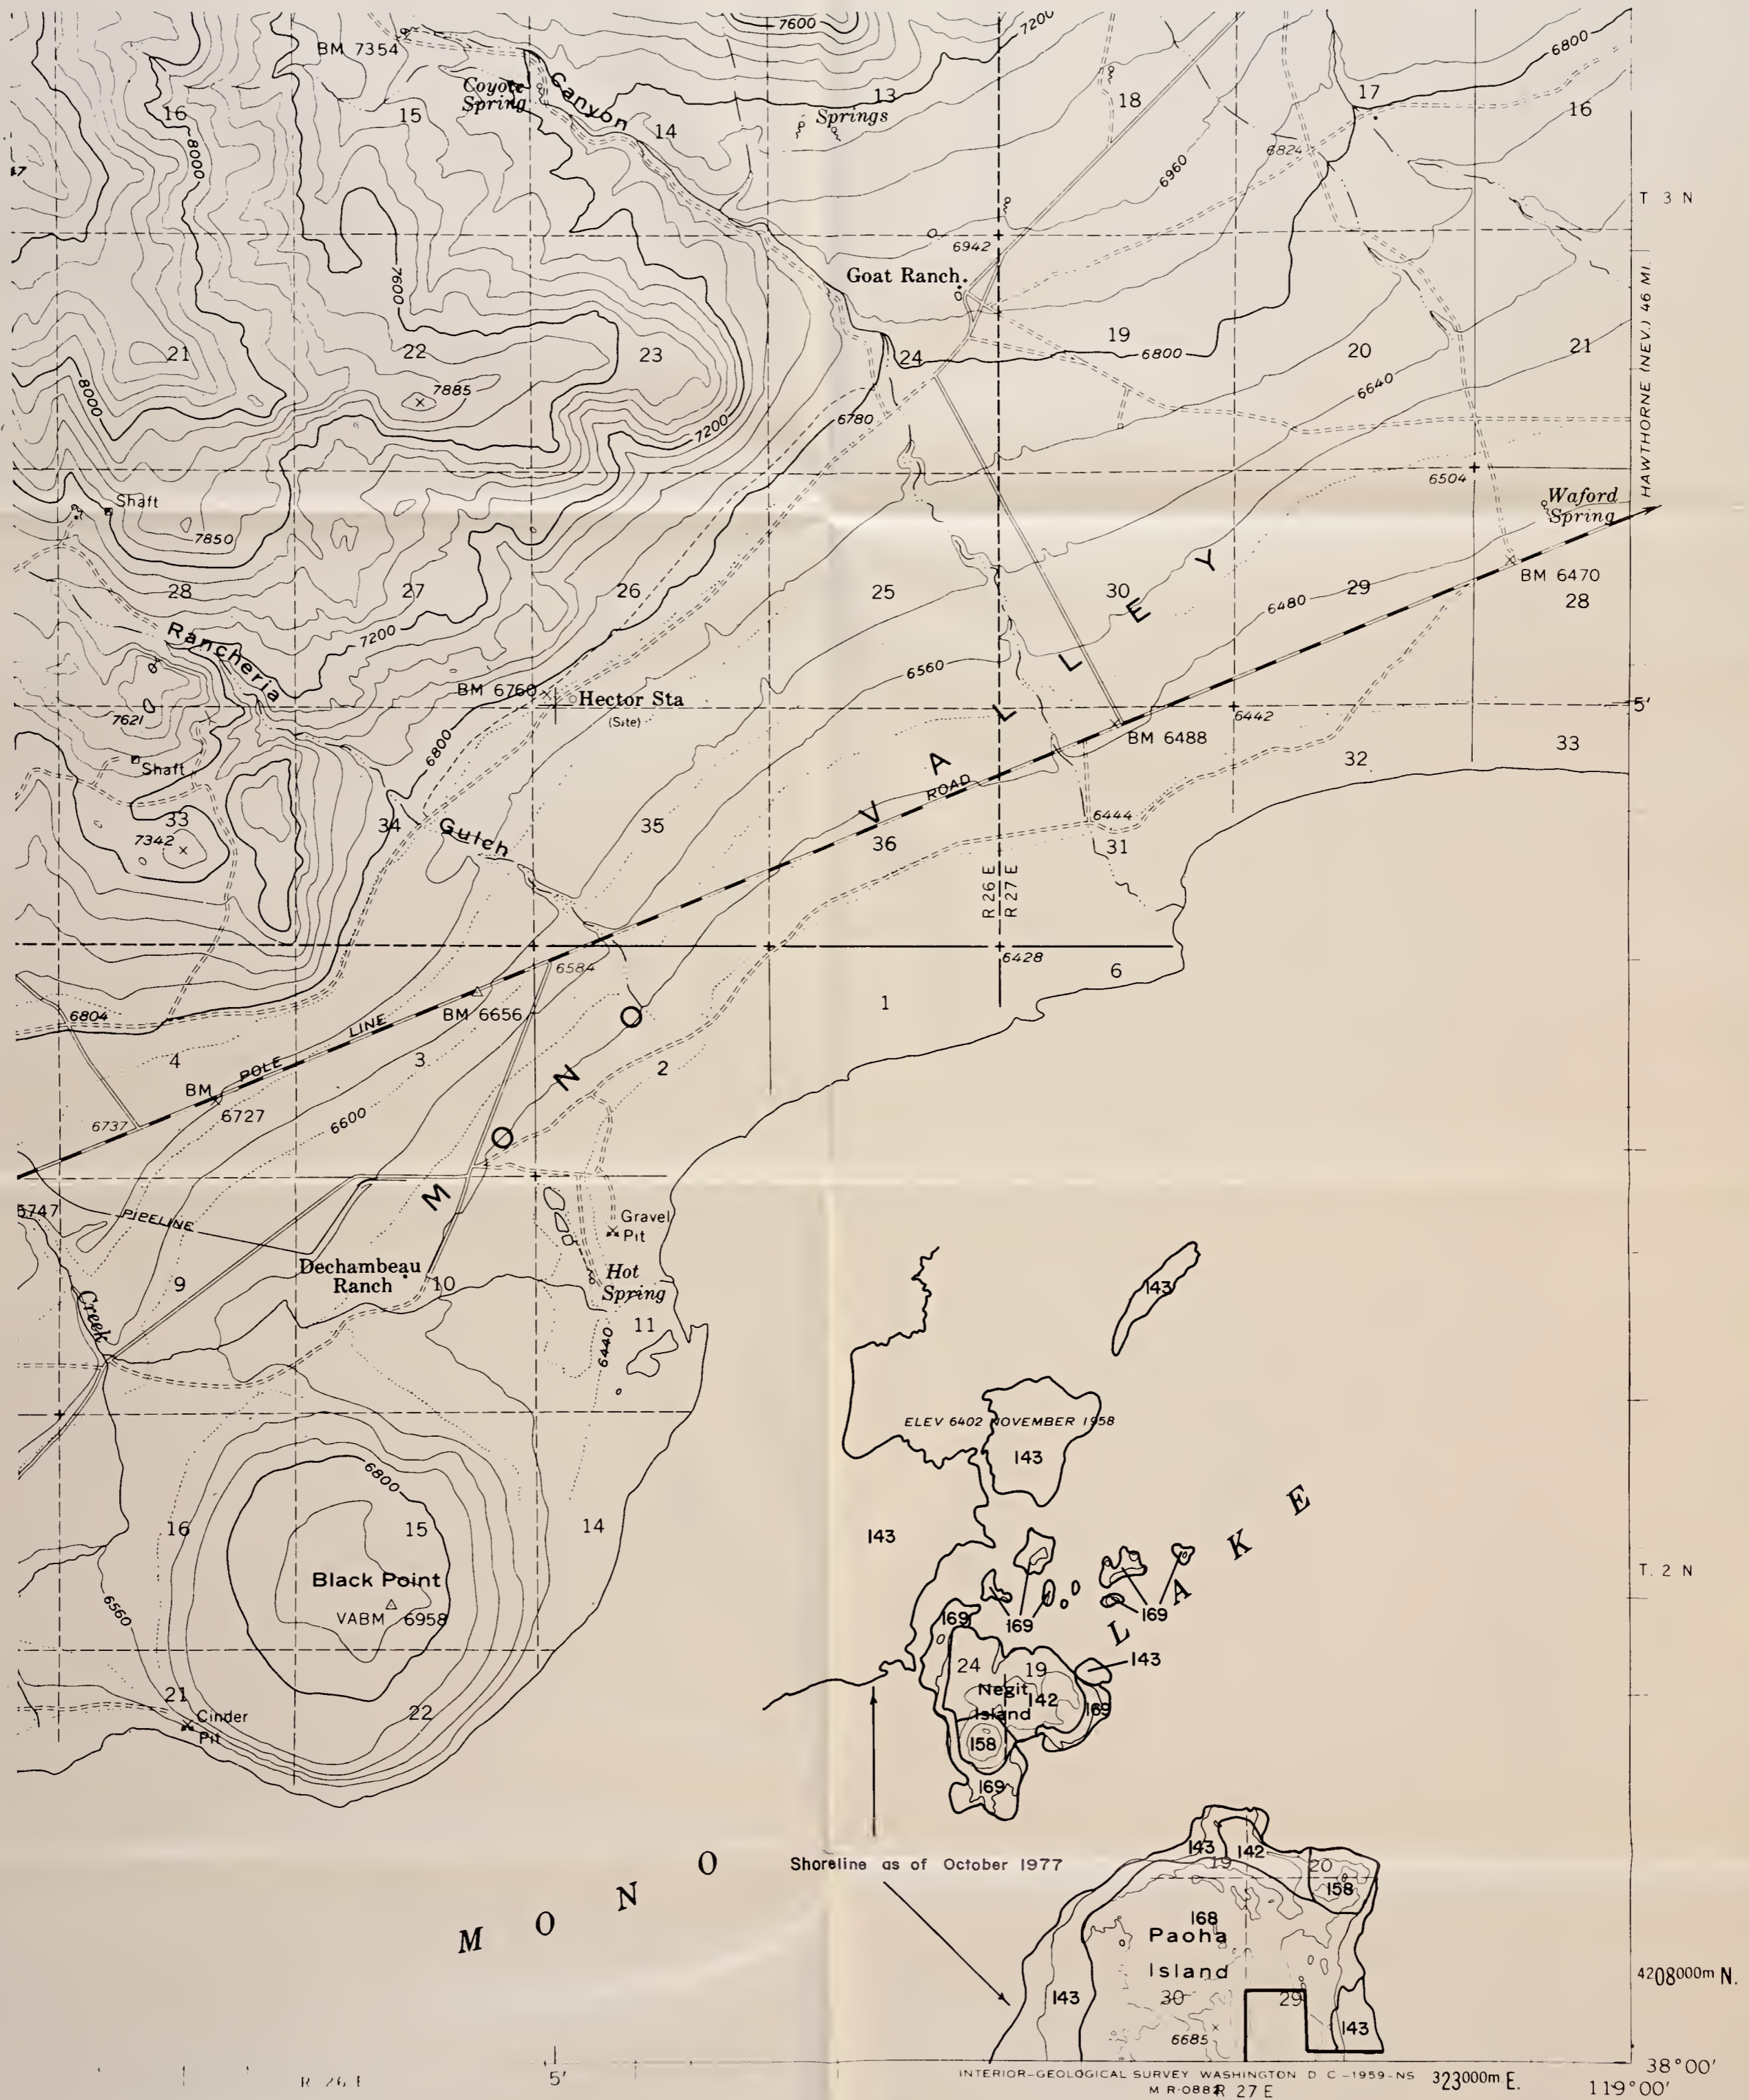 7600
7200
6800
BM 7354
Coyote
Spring
Canyon
16
15
14
13
Springs
18
17
16
8000
6824
6960
T 3 N
6942
Goat Ranch
7600
HAWTHORNE (NEV.) 46 MI.
21
22
23
24
19
6800
20
21
8000
7885
7200
6780
6640
Shaft
7850
6504
Waford
Spring
28
27
26
25
30
29
BM 6470
28
Rancheria
7200
6480
6560
BM 6760
Hector Sta
(Site)
7621
6442
5'
BM 6488
33
32
Shaft
6800
ROAD
33
7342
34
Gulch
35
36
6444
31
R 26 E
R 27 E
6584
6428
6
1
6804
BM 6656
LINE
POLE
4
3
2
BM
6727
6737
6600
MONO VALLEY
PIPELINE
Gravel
Pit
Dechambeau
Ranch
9
10
Hot
Spring
11
Creek
6440
143
ELEV 6402 NOVEMBER 1958
143
143
6800
16
15
14
Black Point
VABM 6958
6560
T. 2 N
169
169
169
143
24
19
Negit
Island
142
169
158
169
21
Cinder
Pit
22
MONO LAKE
Shoreline as of October 1977
143
142
19
20
158
168
Paoha
Island
30
29
143
143
6685
4208000m N.
38°00'
R 26 E
5'
INTERIOR-GEOLOGICAL SURVEY WASHINGTON D C -1959-NS
323000m E.
R 27 E
119°00'